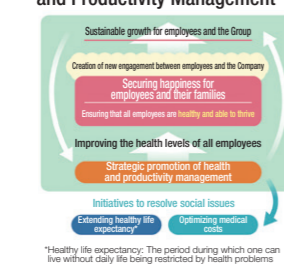 and Productivity Management
Sustainable growth for employees and the Group
Creation of new engagement between employees and the Company
Securing happiness for
employees and their families
Ensuring that all employees are healthy and able to thrive
Improving the health levels of all employees
Strategic promotion of health
and productivity management
Initiatives to resolve social issues
Extending healthy life
expectancy*
Optimizing medical
costs
*Healthy life expectancy: The period during which one can
live without daily life being restricted by health problems